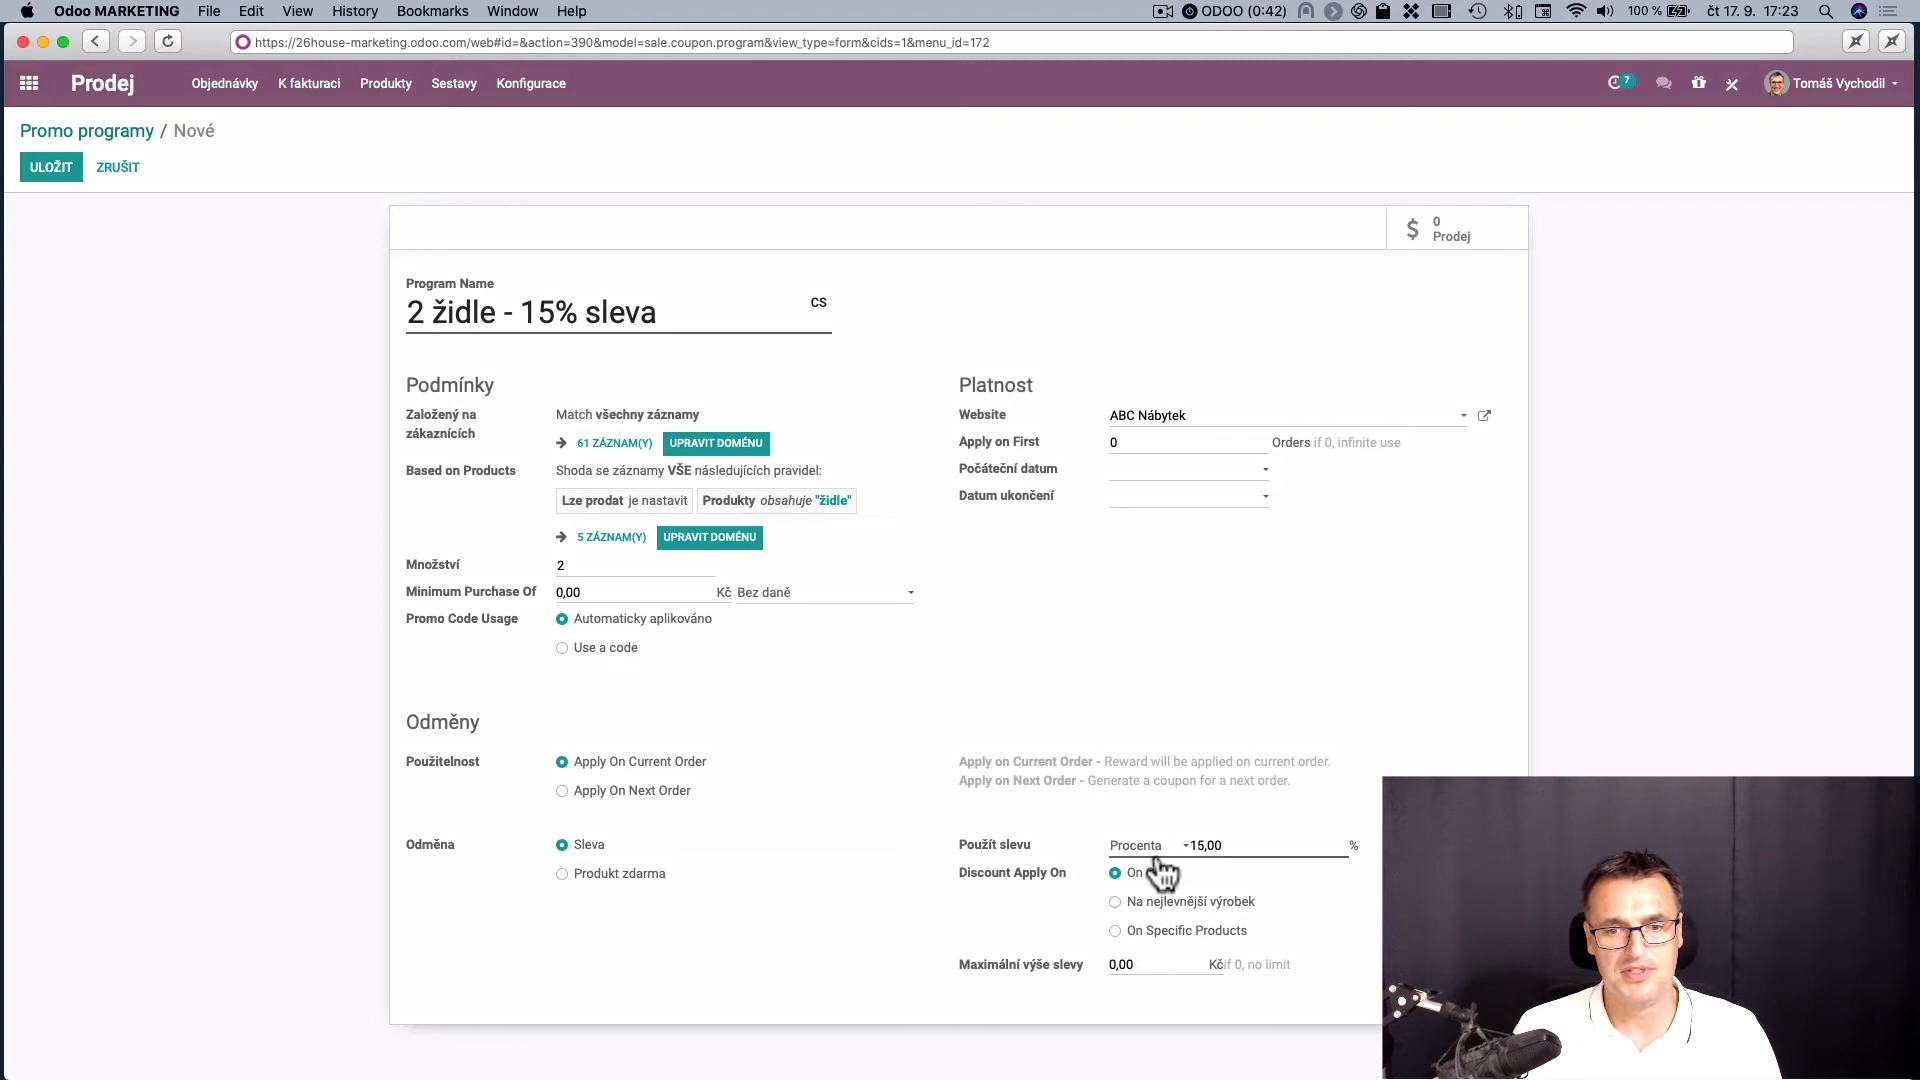 Odoo MARKETING File Edit View History Bookmarks Window Help ODOO (0:42) 100 % čt 17. 9. 17:23
https://26house-marketing.odoo.com/web#id=&action=390&model=sale.coupon.program&view_type=form&cids=1&menu_id=172
Prodej Objednávky K fakturaci Produkty Sestavy Konfigurace 7 Tomáš Vychodil
Promo programy / Nové
ULOŽIT ZRUŠIT
0
Prodej
Program Name
2 židle - 15% sleva CS
Podmínky
Založený na zákaznících Match všechny záznamy
61 ZÁZNAM(Y) UPRAVIT DOMÉNU
Based on Products Shoda se záznamy VŠE následujících pravidel:
Lze prodat je nastavit Produkty obsahuje "židle"
5 ZÁZNAM(Y) UPRAVIT DOMÉNU
Množství 2
Minimum Purchase Of 0,00 Kč Bez daně
Promo Code Usage Automaticky aplikováno
Use a code
Platnost
Website ABC Nábytek
Apply on First 0 Orders if 0, infinite use
Počáteční datum
Datum ukončení
Odměny
Použitelnost Apply On Current Order
Apply On Next Order
Apply on Current Order - Reward will be applied on current order.
Apply on Next Order - Generate a coupon for a next order.
Odměna Sleva
Produkt zdarma
Použít slevu Procenta 15,00 %
Discount Apply On On
Na nejlevnější výrobek
On Specific Products
Maximální výše slevy 0,00 Kč if 0, no limit